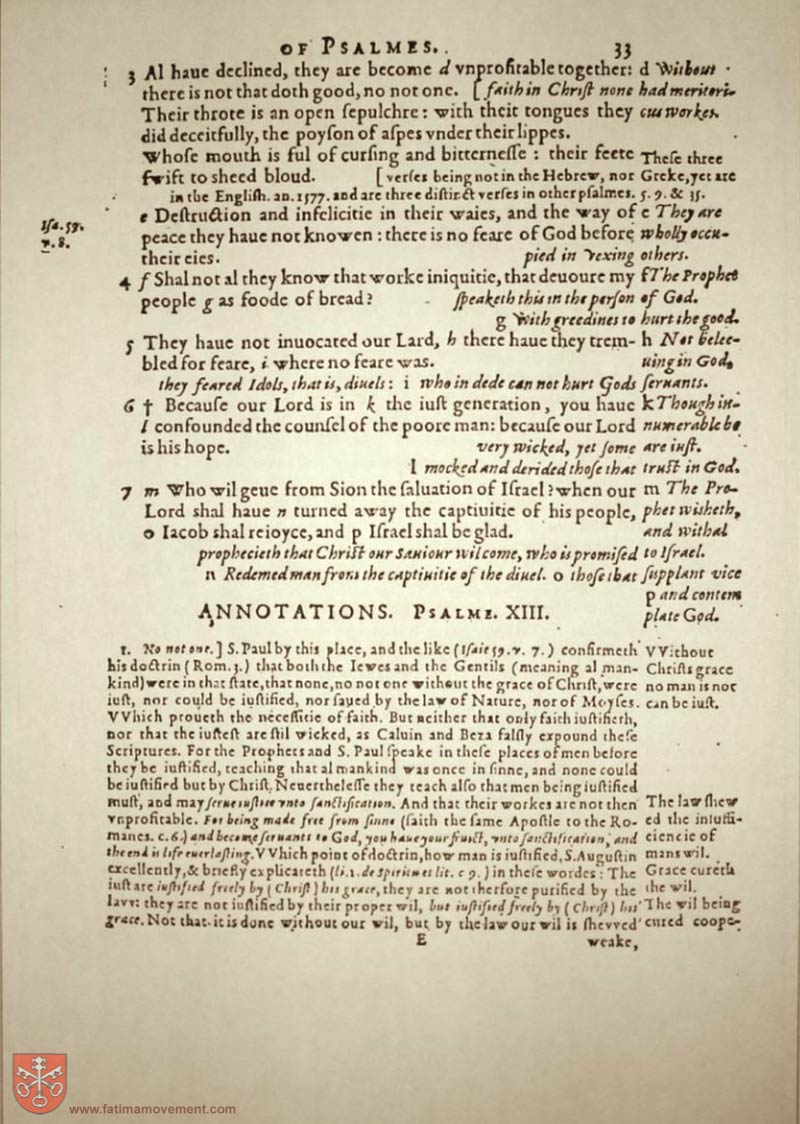 OF PSALMES. 33
3 Al haue declined, they are become d vnprofitable together: d Without
there is not that doth good, no not one. [ faith in Christ none had meritori-
Their throte is an open sepulchre: with their tongues they ous workes.
did deceitfully, the poyson of aspes vnder their lippes.
Whose mouth is ful of cursing and bitternesse: their feete These three
swift to sheed bloud. [ verses being not in the Hebrew, nor Greke, yet are
in the English. an. 1577. and are three distinct verses in other psalmes. 5. 9. & 35.
e Destruction and infelicitie in their waies, and the way of e They are
Isa. 59.
v. 8.
peace they haue not knowen: there is no feare of God before wholly occu-
their eies. pied in vexing others.
4 f Shal not al they know that worke iniquitie, that deuoure my f The Prophet
people g as foode of bread? speaketh this in the person of God.
g With greedines to hurt the good.
5 They haue not inuocated our Lard, h there haue they trem- h Not belee-
bled for feare, i where no feare was. uing in God,
they feared Idols, that is, diuels: i who in dede can not hurt Gods seruants.
6 † Because our Lord is in k the iust generation, you haue k Though in-
l confounded the counsel of the poore man: because our Lord numerable be
is his hope. very wicked, yet some are iust.
l mocked and derided those that trust in God.
7 m Who wil geue from Sion the saluation of Israel? when our m The Pro-
Lord shal haue n turned away the captiuitie of his people, phet wisheth,
o Iacob shal reioyce, and p Israel shal be glad. and withal
prophecieth that Christ our Sauiour wil come, who is promised to Israel.
n Redemed man from the captiuitie of the diuel. o those that supplant vice
p and contem
plate God.
ANNOTATIONS. PSALME. XIII.
1. No not one.] S. Paul by this place, and the like (Isaie 59. v. 7.) confirmeth VVithout
his doctrin (Rom. 3.) that both the Iewes and the Gentils (meaning al man- Christs grace
kind) were in that state, that none, no not one without the grace of Christ, were no man is nor
iust, nor could be iustified, nor saued by the law of Nature, nor of Moyses. can be iust.
VVhich proueth the necessitie of faith. But neither that only faith iustifieth,
nor that the iustest are stil wicked, as Caluin and Beza falsly expound these
Scriptures. For the Prophets and S. Paul speake in these places of men before
they be iustified, teaching that al mankind was once in sinne, and none could
be iustified but by Christ. Neuertheleffe they teach also that men being iustified
must, and may serue iustice vnto sanctification. And that their workes are not then The law shew
vnprofitable. For being made free from sinne (saith the same Apostle to the Ro- ed the insuffi-
manes. c. 6.) and become seruants to God, you haue your fruict, vnto sanctification, and ciencie of
the end is life euerlasting. VVhich point of doctrin, how man is iustified, S. Augustin mans wil.
excellently, & briefly explicateth (li. 1. de spiritu et lit. c 9.) in these wordes: The Grace cureth
iust are iustified freely by (Christ) his grace, they are not therfore purified by the the wil.
lavv: they are not iustified by their proper wil, but iustified freely by (Christ) his The wil being
grace. Not that it is done without our wil, but by the law our wil is shevved cured coope-
E weake,
www.fatimamovement.com